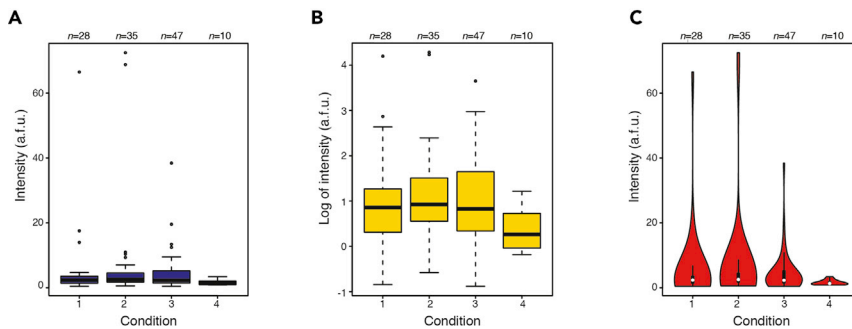 A
n=28 n=35 n=47 n=10
Intensity (a.f.u.)
60
40
20
0
1 2 3 4
Condition
B
n=28 n=35 n=47 n=10
Log of intensity (a.f.u.)
4
3
2
1
0
-1
1 2 3 4
Condition
C
n=28 n=35 n=47 n=10
Intensity (a.f.u.)
60
40
20
0
1 2 3 4
Condition